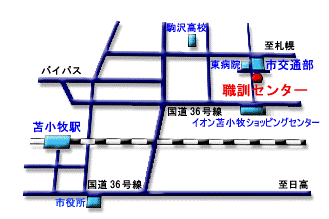 駒沢高校
至札幌
東病院
市交通部
バイパス
職訓センター
国道36号線
イオン苫小牧ショッピングセンター
苫小牧駅
国道36号線
至日高
市役所